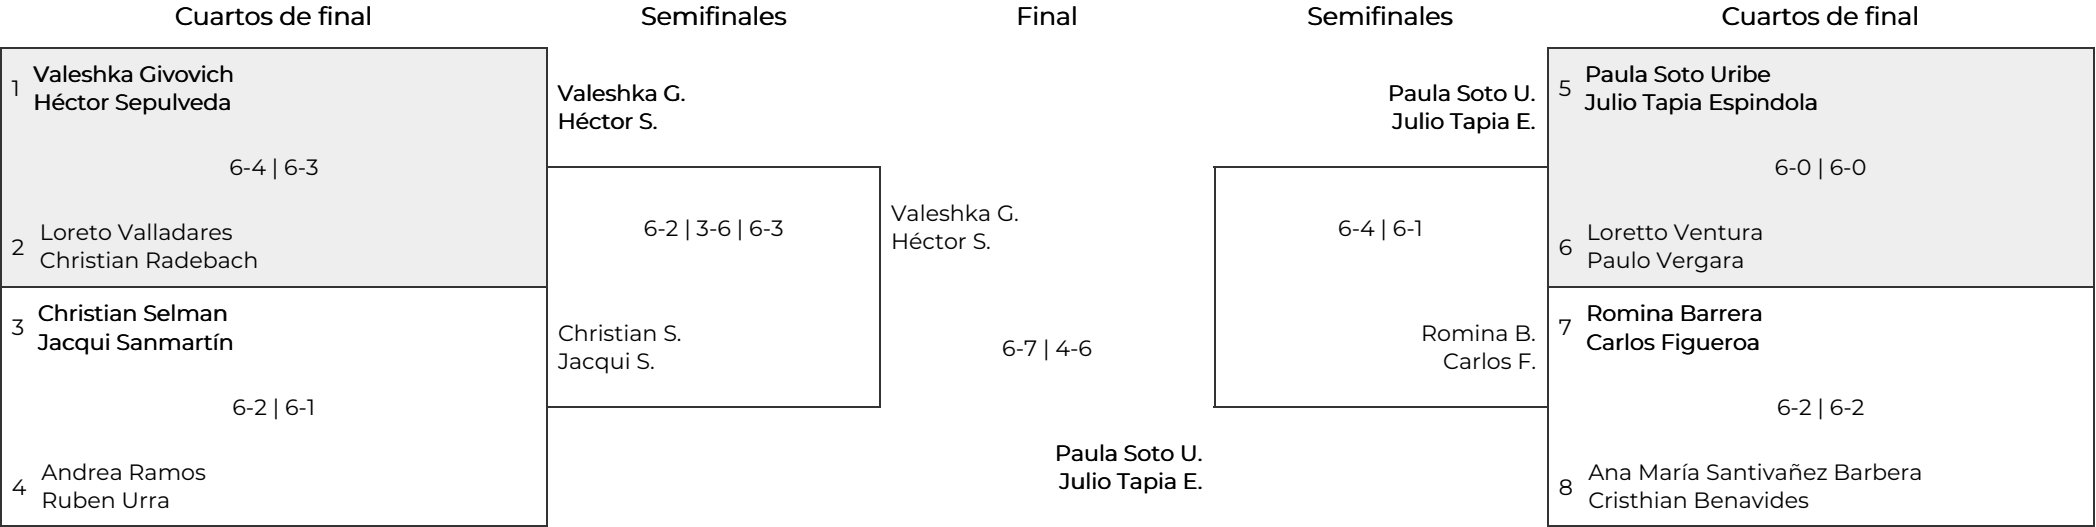 Cuartos de final
Semifinales
Final
Semifinales
Cuartos de final
1
Valeshka Givovich
Héctor Sepulveda
6-4 | 6-3
2
Loreto Valladares
Christian Radebach
3
Christian Selman
Jacqui Sanmartín
6-2 | 6-1
4
Andrea Ramos
Ruben Urra
Valeshka G.
Héctor S.
6-2 | 3-6 | 6-3
Christian S.
Jacqui S.
Valeshka G.
Héctor S.
6-7 | 4-6
Paula Soto U.
Julio Tapia E.
Paula Soto U.
Julio Tapia E.
6-4 | 6-1
Romina B.
Carlos F.
5
Paula Soto Uribe
Julio Tapia Espindola
6-0 | 6-0
6
Loretto Ventura
Paulo Vergara
7
Romina Barrera
Carlos Figueroa
6-2 | 6-2
8
Ana María Santivañez Barbera
Cristhian Benavides